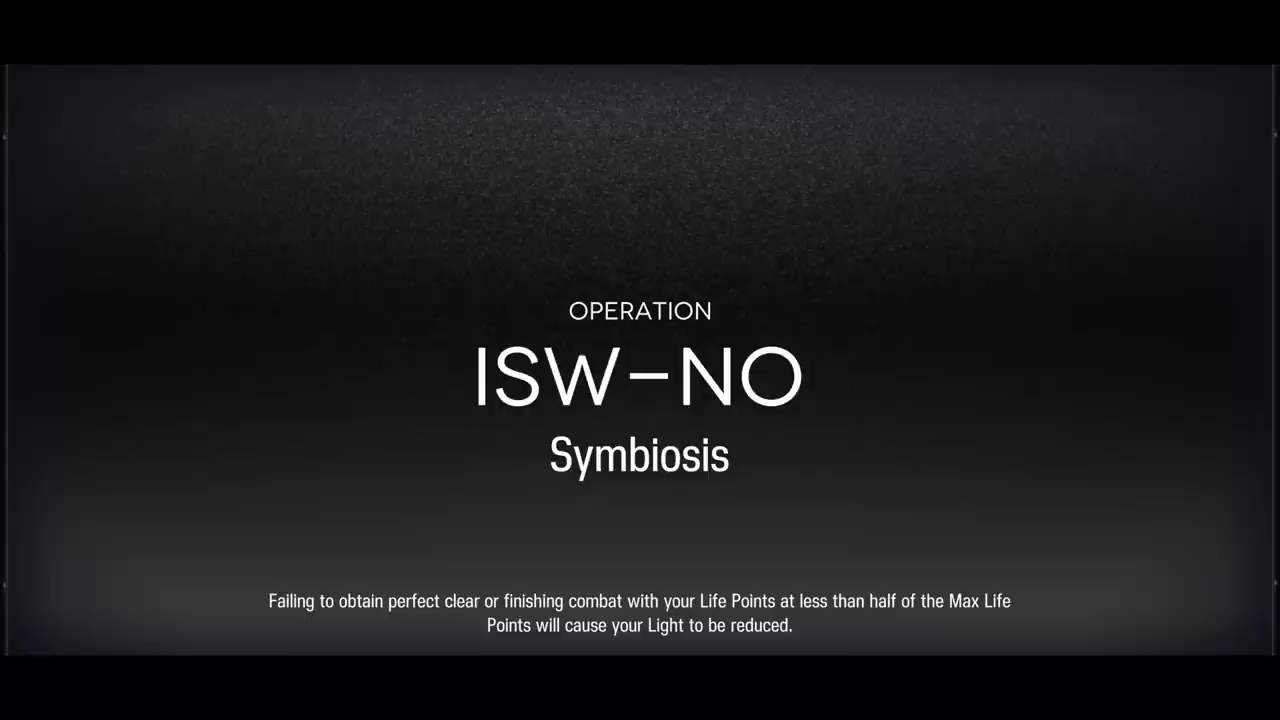 OPERATION
ISW-NO
Symbiosis
Failing to obtain perfect clear or finishing combat with your Life Points at less than half of the Max Life
Points will cause your Light to be reduced.